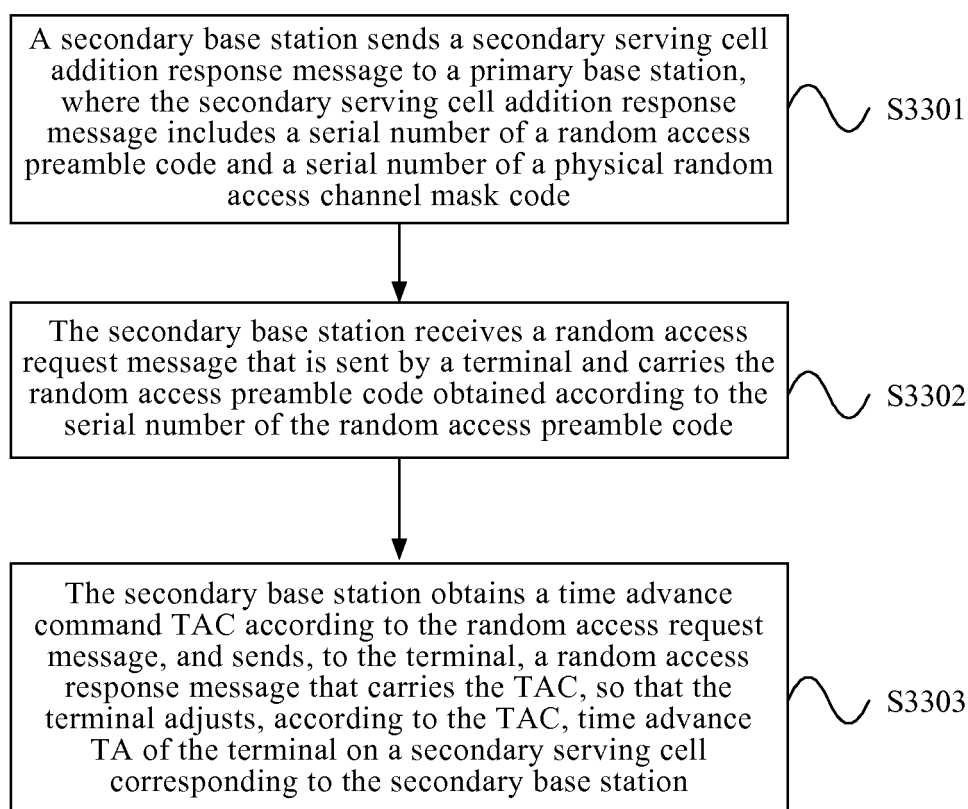 A secondary base station sends a secondary serving cell
addition response message to a primary base station,
where the secondary serving cell addition response
message includes a serial number of a random access
preamble code and a serial number of a physical random
access channel mask code
S3301
The secondary base station receives a random access
request message that is sent by a terminal and carries the
random access preamble code obtained according to the
serial number of the random access preamble code
S3302
The secondary base station obtains a time advance
command TAC according to the random access request
message, and sends, to the terminal, a random access
response message that carries the TAC, so that the
terminal adjusts, according to the TAC, time advance
TA of the terminal on a secondary serving cell
corresponding to the secondary base station
S3303